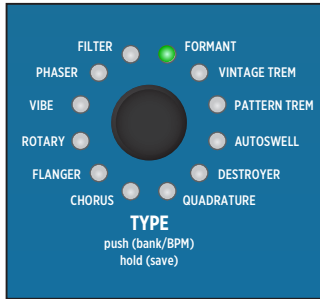 FILTER
FORMANT
PHASER
VINTAGE TREM
VIBE
PATTERN TREM
ROTARY
AUTOSWELL
FLANGER
DESTROYER
CHORUS
QUADRATURE
TYPE
push (bank/BPM)
hold (save)